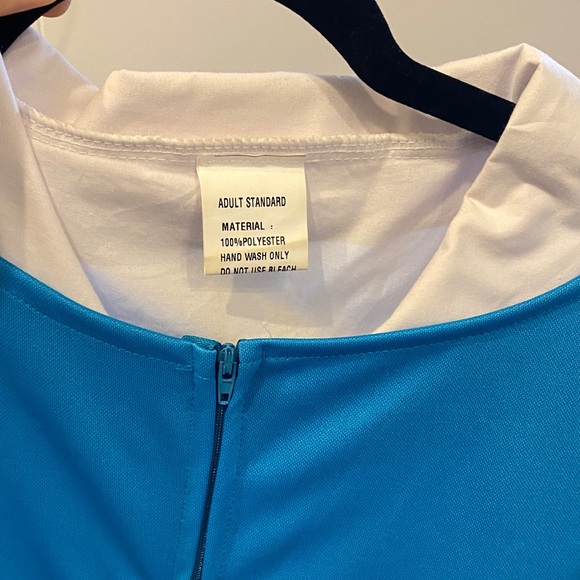 ADULT STANDARD
MATERIAL :
100%POLYESTER
HAND WASH ONLY
DO NOT USE BLEACH